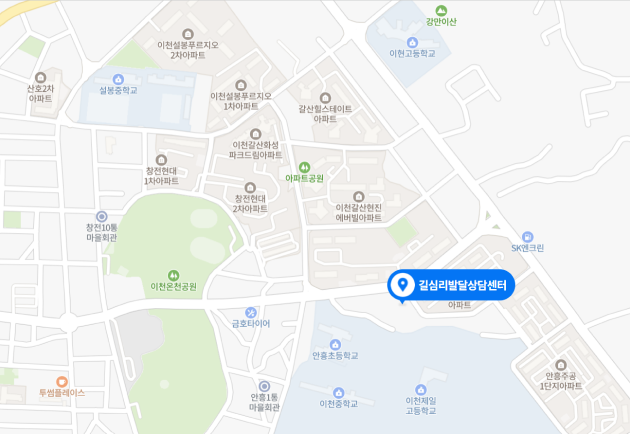 강안이산
이천설봉푸르지오
2차아파트
이현고등학교
산호2차
아파트
설봉중학교
이천설봉푸르지오
1차아파트
갈산힐스테이트
아파트
이천갈산화성
파크드림아파트
창전현대
1차아파트
아파트공원
창전현대
2차아파트
이천갈산현진
에버빌아파트
창전10통
마을회관
SK엔크린
이천온천공원
길심리발달상담센터
아파트
금호타이어
안흥초등학교
안흥주공
1단지아파트
투썸플레이스
안흥1통
마을회관
이천중학교
이천제일
고등학교